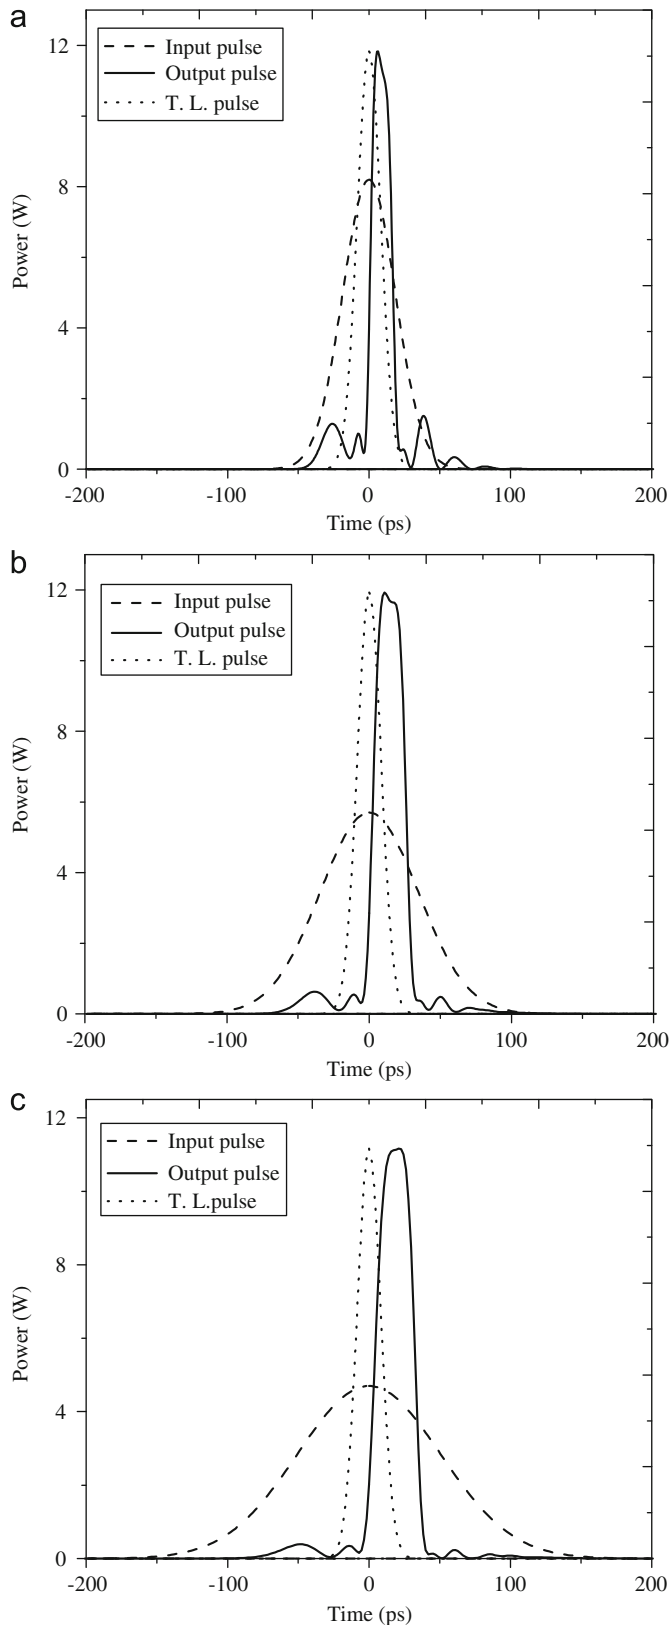 a
Input pulse
Output pulse
T. L. pulse
12
8
4
0
Power (W)
-200
-100
0
100
200
Time (ps)
b
Input pulse
Output pulse
T. L. pulse
12
8
4
0
Power (W)
-200
-100
0
100
200
Time (ps)
c
Input pulse
Output pulse
T. L.pulse
12
8
4
0
Power (W)
-200
-100
0
100
200
Time (ps)